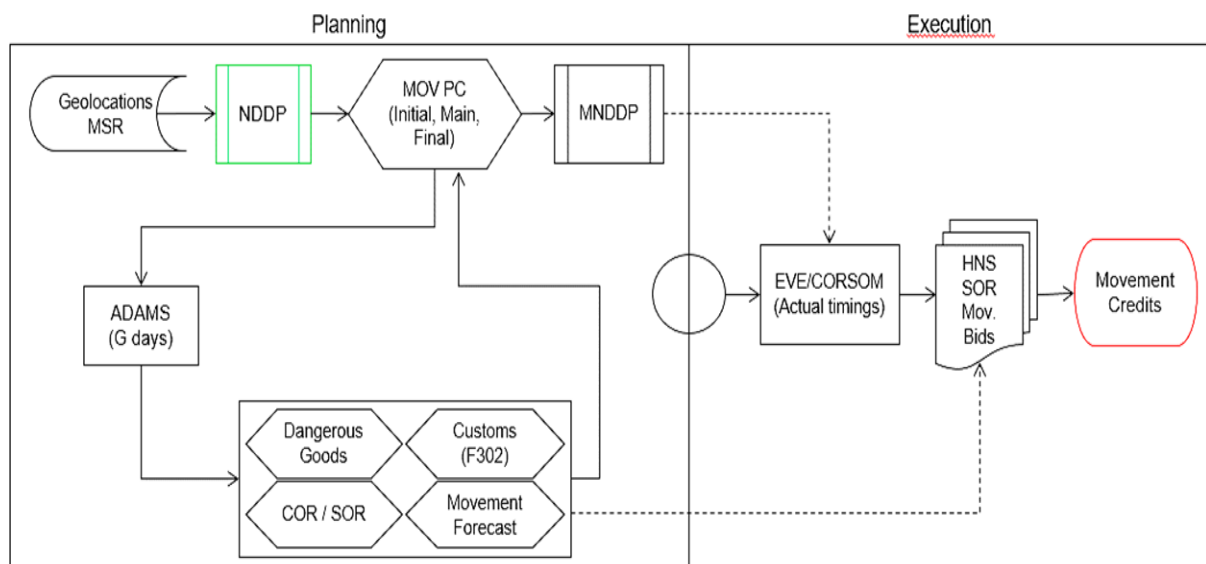 Planning
Execution
Geolocations
MSR
NDDP
MOV PC
(Initial, Main,
Final)
MNDDP
ADAMS
(G days)
Dangerous
Goods
Customs
(F302)
COR / SOR
Movement
Forecast
EVE/CORSOM
(Actual timings)
HNS
SOR
Mov.
Bids
Movement
Credits